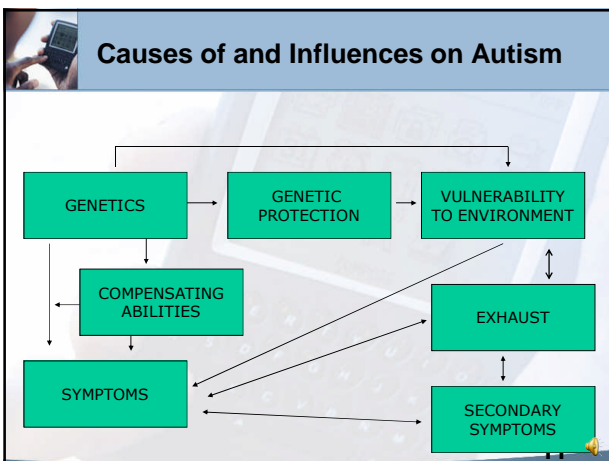 Causes of and Influences on Autism
GENETICS
GENETIC
PROTECTION
VULNERABILITY
TO ENVIRONMENT
COMPENSATING
ABILITIES
EXHAUST
SYMPTOMS
SECONDARY
SYMPTOMS